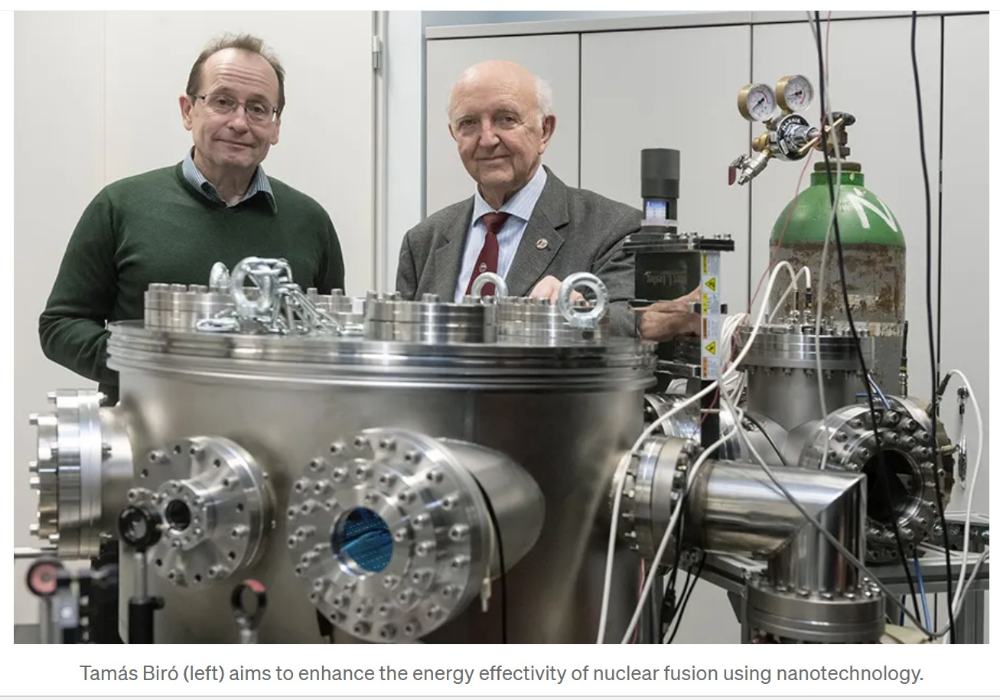 N
Tamás Biró (left) aims to enhance the energy effectivity of nuclear fusion using nanotechnology.